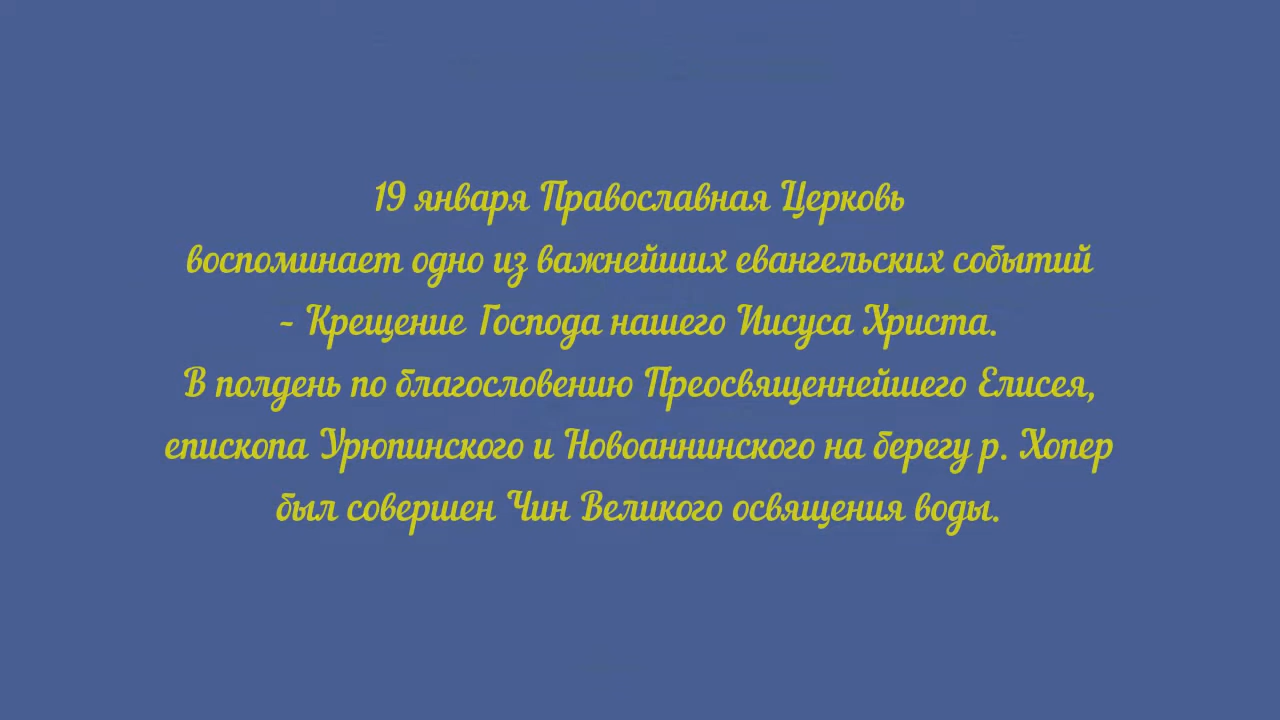 19 января Православная Церковь
воспоминает одно из важнейших евангельских событий
- Крещение Господа нашего Иисуса Христа.
В полдень по благословению Преосвященнейшего Елисея,
епископа Урюпинского и Новоаннинского на берегу р. Хопер
был совершен Чин Великого освящения воды.